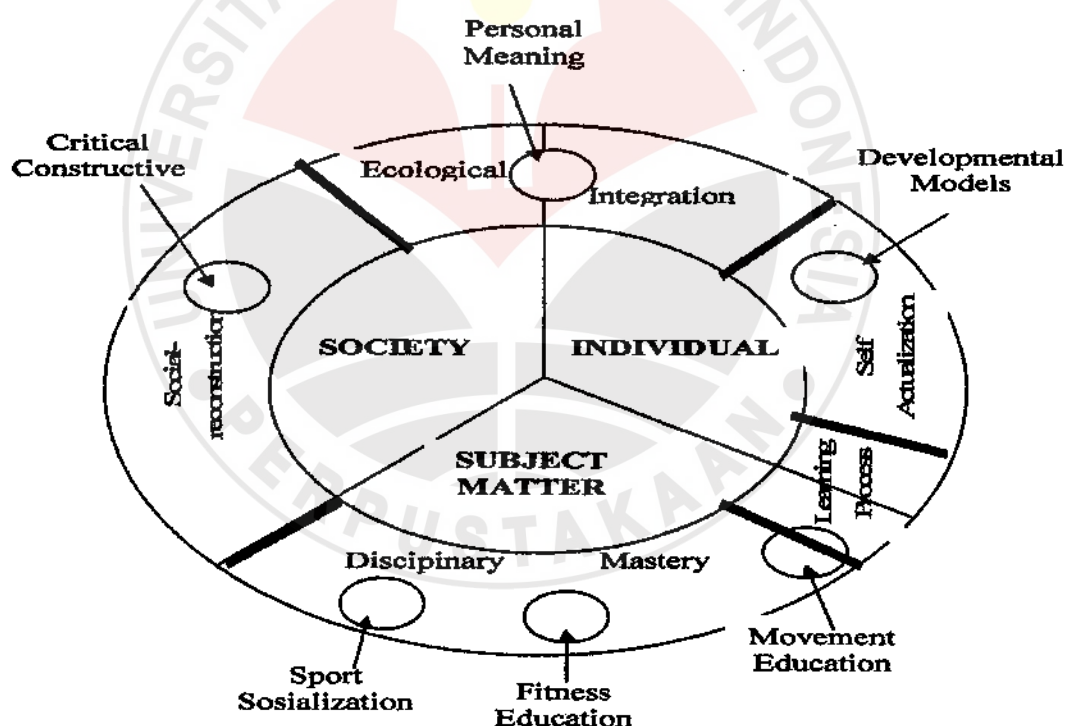 Personal
Meaning
Critical
Constructive
Ecological
Integration
Developmental
Models
SOCIETY
INDIVIDUAL
Social-
reconstruction
Self
Actualization
SUBJECT
MATTER
Learning
Process
Discipinary Mastery
Movement
Education
Sport
Sosialization
Fitness
Education
PERPUSTAKAAN